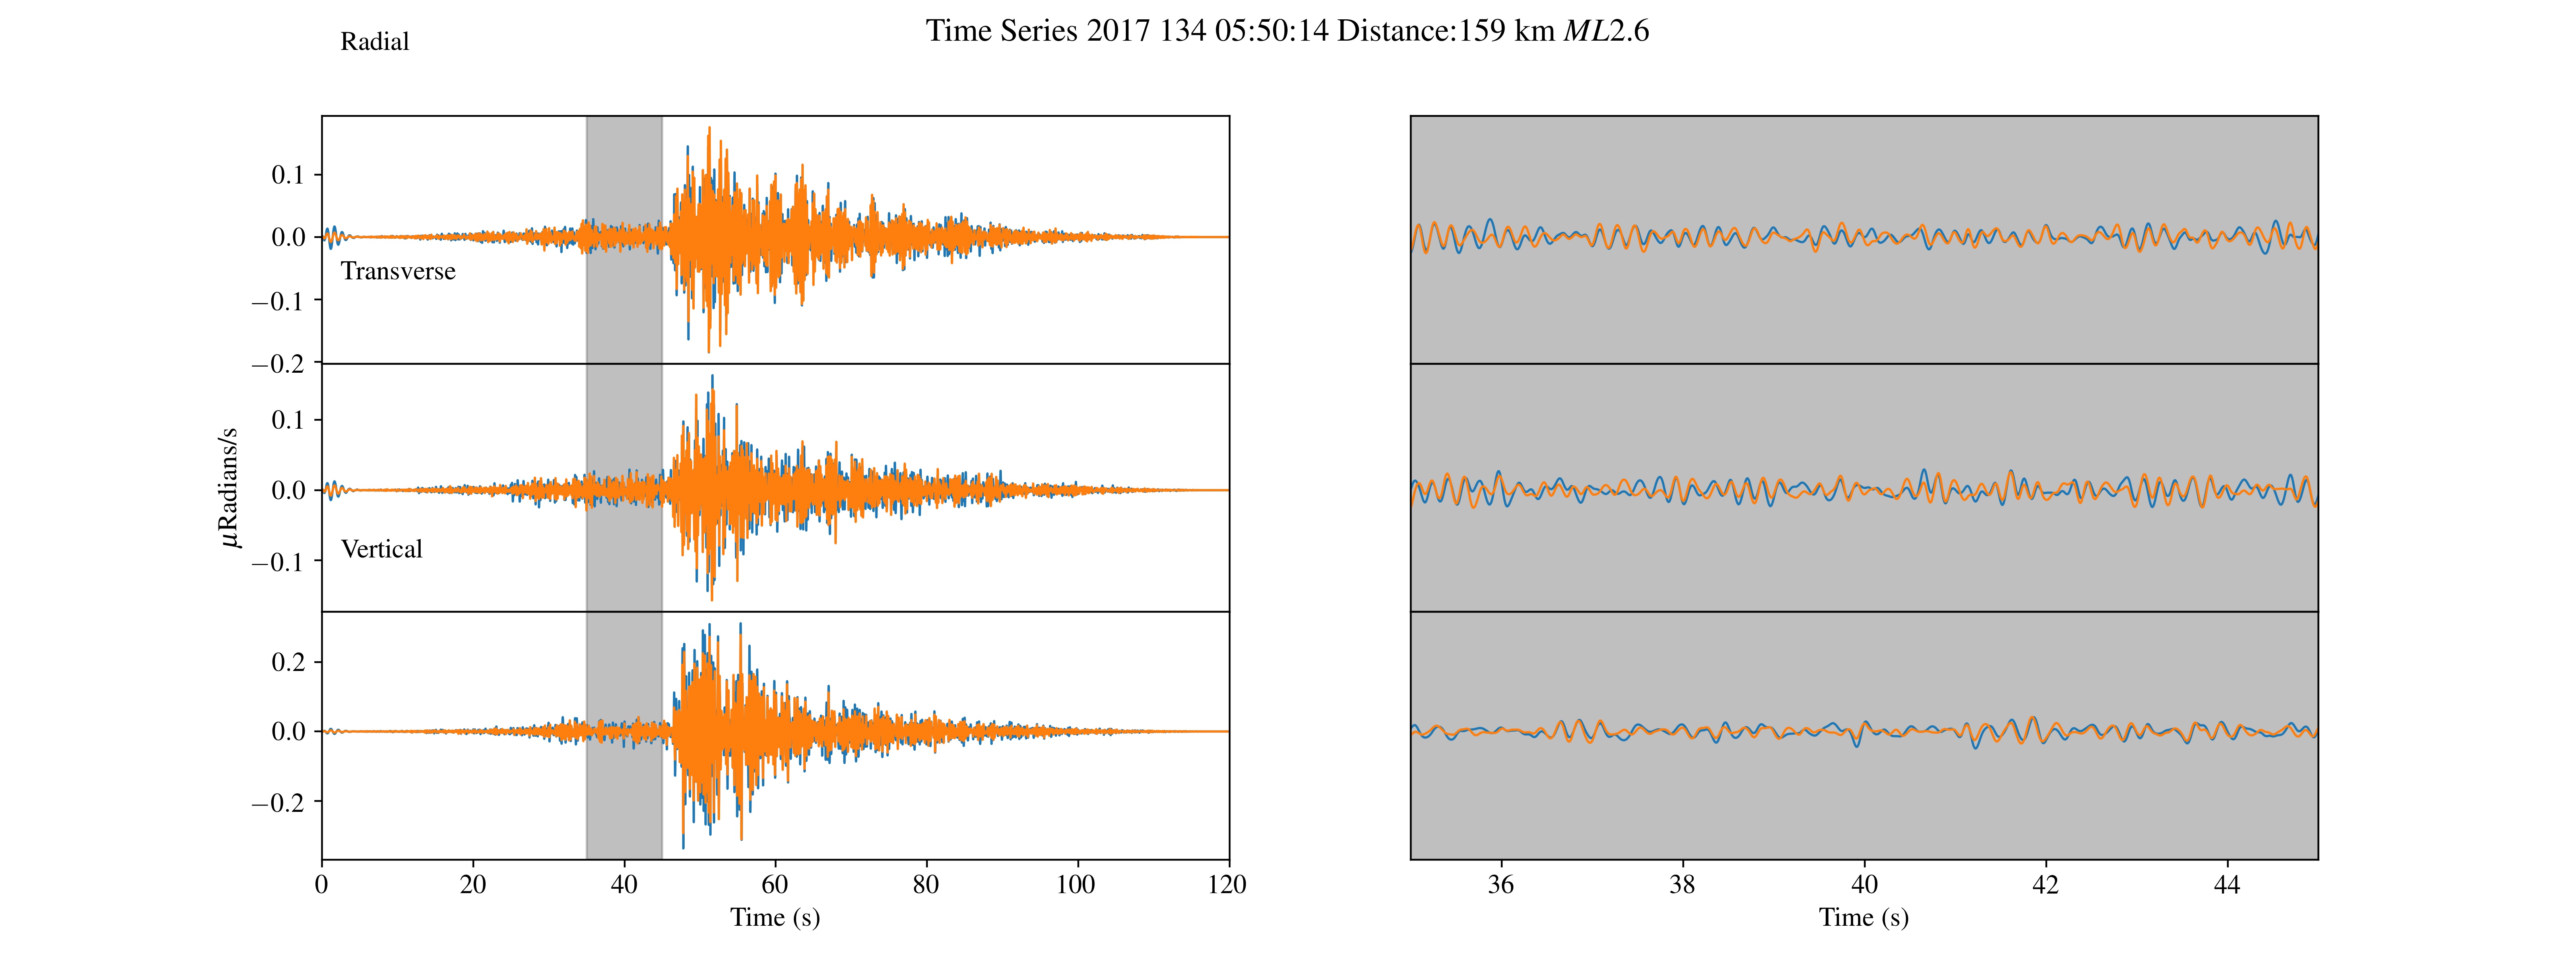 Time Series 2017 134 05:50:14 Distance:159 km ML2.6
Radial
0.1
0.0
Transverse
−0.1
−0.2
0.1
0.0
μRadians/s
Vertical
−0.1
0.2
0.0
−0.2
0 20 40 60 80 100 120
36 38 40 42 44
Time (s)
Time (s)